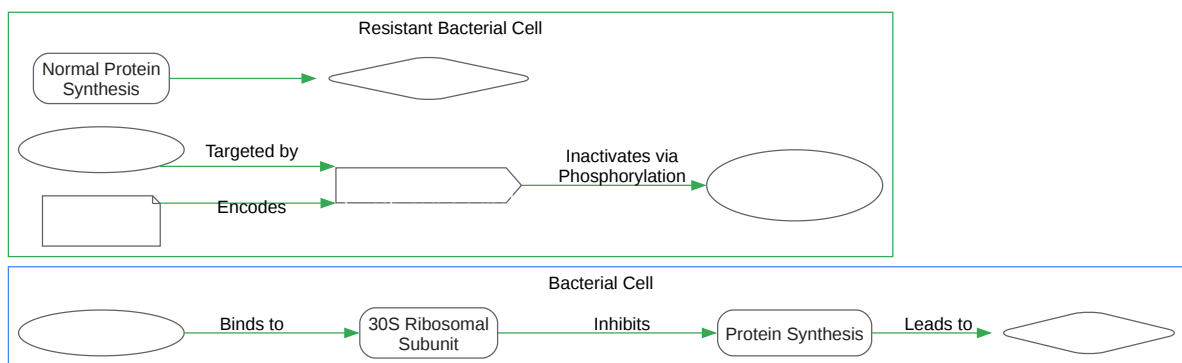 Resistant Bacterial Cell
Normal Protein
Synthesis
Targeted by
Encodes
Inactivates via
Phosphorylation
Bacterial Cell
Binds to
30S Ribosomal
Subunit
Inhibits
Protein Synthesis
Leads to